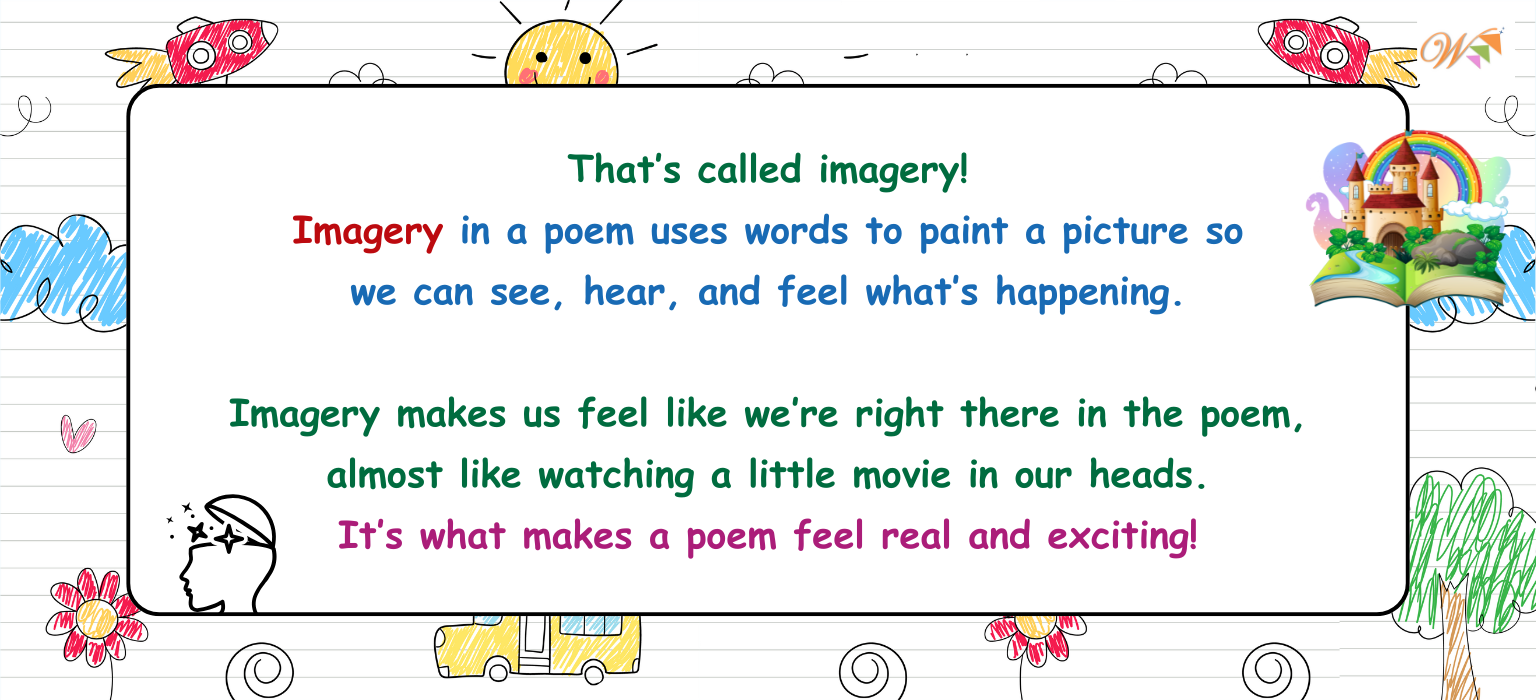 W
That's called imagery!
Imagery in a poem uses words to paint a picture so
we can see, hear, and feel what's happening.
Imagery makes us feel like we're right there in the poem,
almost like watching a little movie in our heads.
It's what makes a poem feel real and exciting!